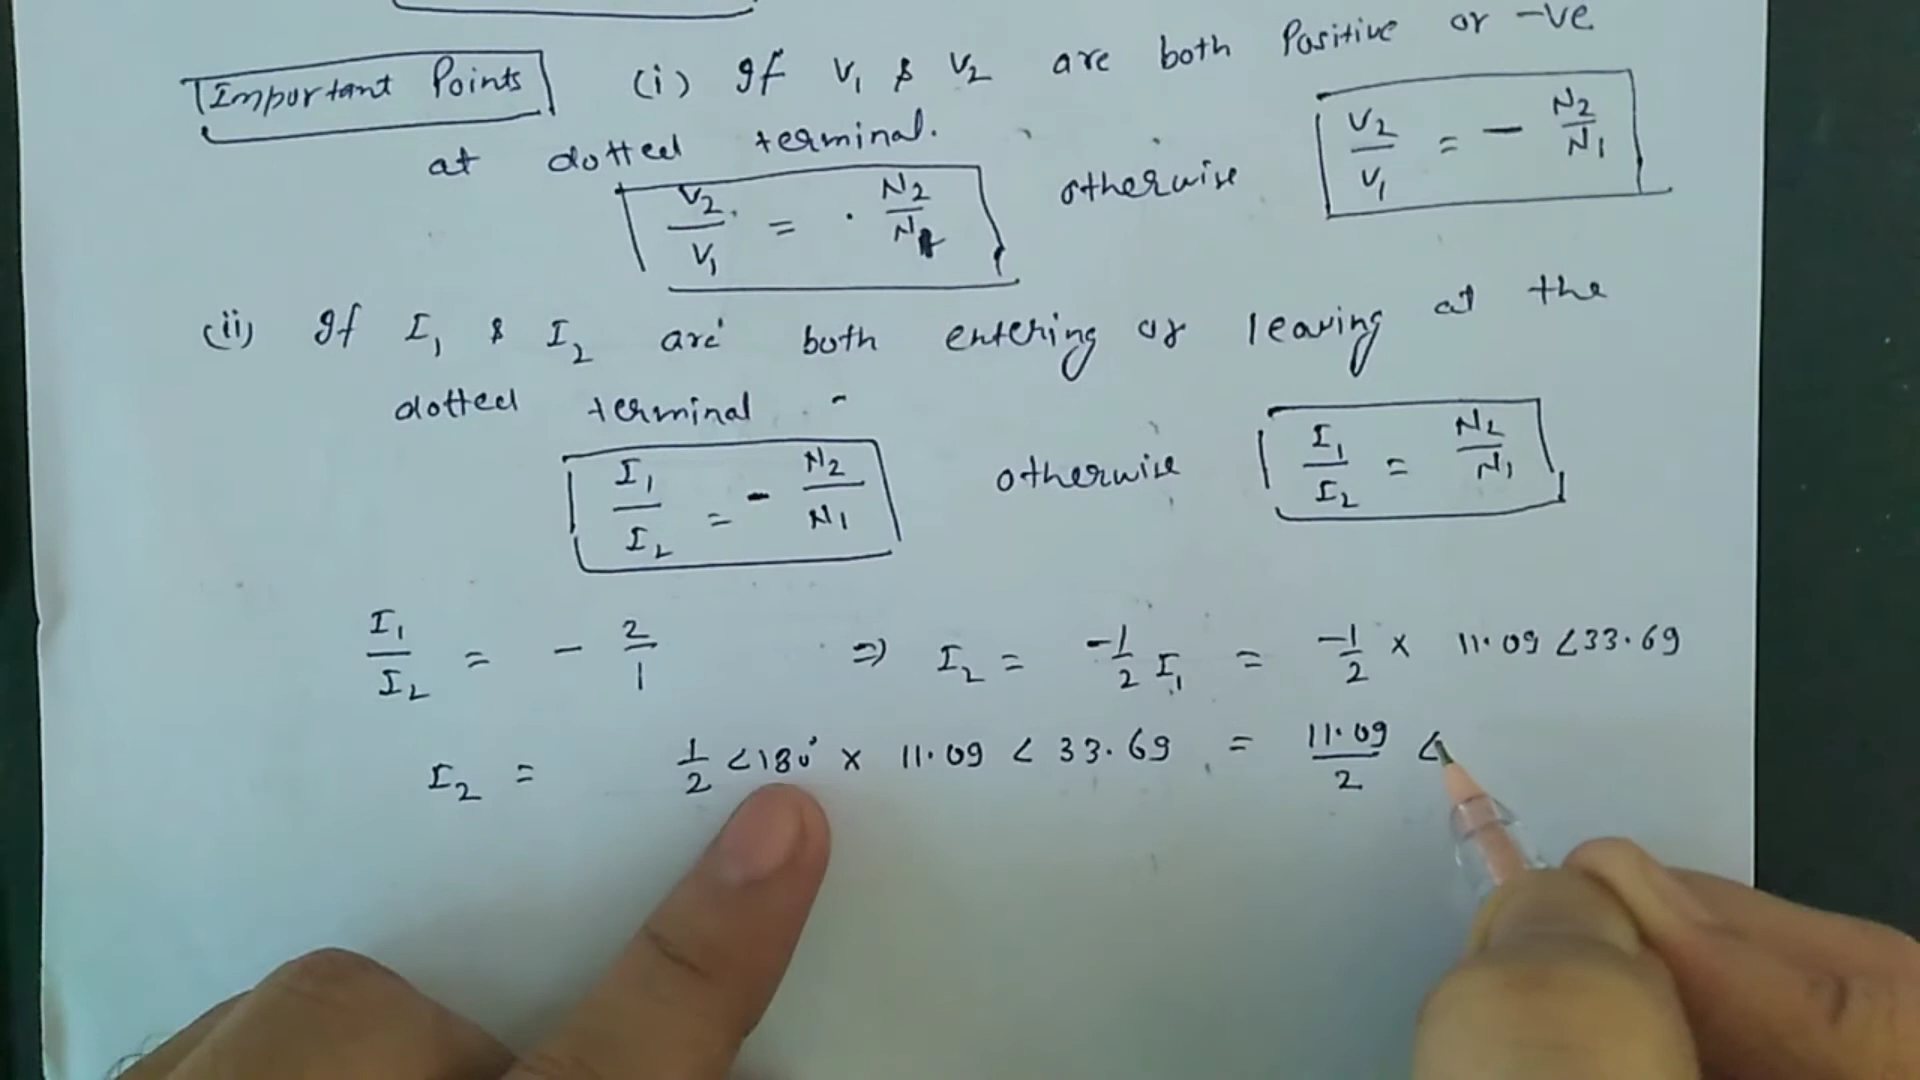 Important Points (i) If V₁ & V₂ are both Positive or -ve
at dotted terminal.
V₂/V₁ = N₂/N₁ otherwise V₂/V₁ = - N₂/N₁
(ii) If I₁ & I₂ are both entering or leaving at the
dotted terminal -
I₁/I₂ = - N₂/N₁ otherwise I₁/I₂ = N₂/N₁
I₁/I₂ = - 2/1 ⇒ I₂ = -1/2 I₁ = -1/2 × 11.09 <33.69
I₂ = 1/2 <180° × 11.09 < 33.69 = 11.09/2 <